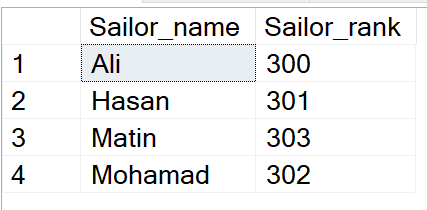 Sailor_name Sailor_rank
1 Ali 300
2 Hasan 301
3 Matin 303
4 Mohamad 302